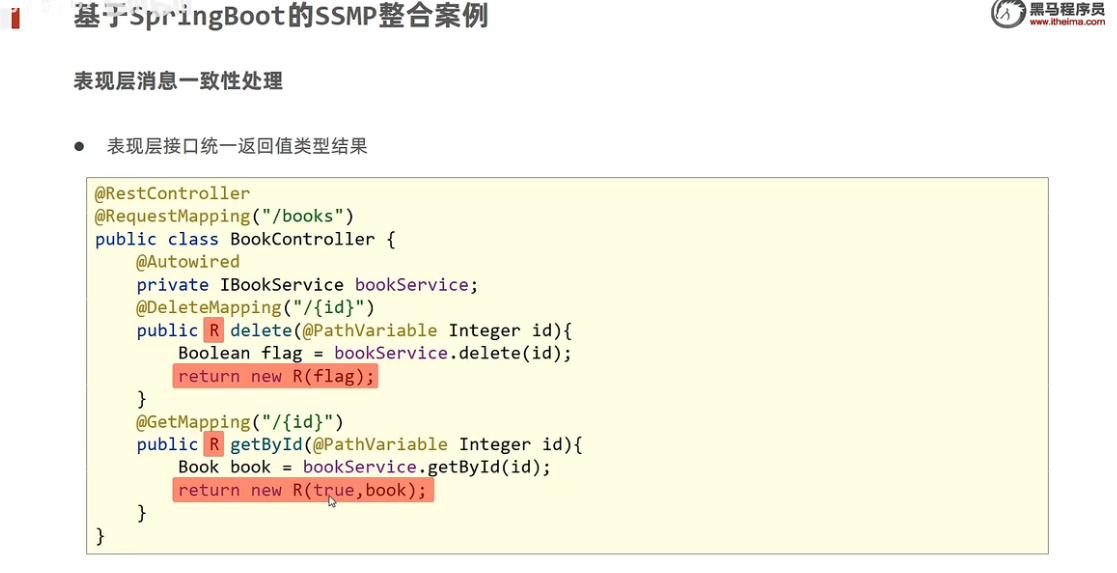 基于SpringBoot的SSMP整合案例
黑马程序员
www.itheima.com
表现层消息一致性处理
● 表现层接口统一返回值类型结果
@RestController
@RequestMapping("/books")
public class BookController {
@Autowired
private IBookService bookService;
@DeleteMapping("/{id}")
public R delete(@PathVariable Integer id){
Boolean flag = bookService.delete(id);
return new R(flag);
}
@GetMapping("/{id}")
public R getById(@PathVariable Integer id){
Book book = bookService.getById(id);
return new R(true,book);
}
}